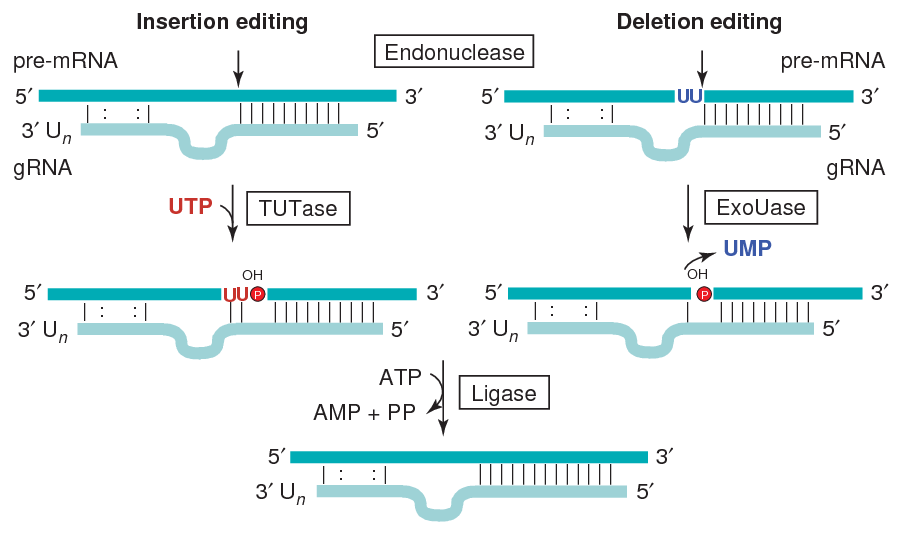 Insertion editing
Deletion editing
Endonuclease
pre-mRNA
pre-mRNA
5′ 3′
5′ UU 3′
3′ Un 5′
3′ Un 5′
gRNA
gRNA
UTP TUTase
ExoUase
UMP
OH
OH
5′ UU P 3′
5′ P 3′
3′ Un 5′
3′ Un 5′
ATP
Ligase
AMP + PP
5′ 3′
3′ Un 5′